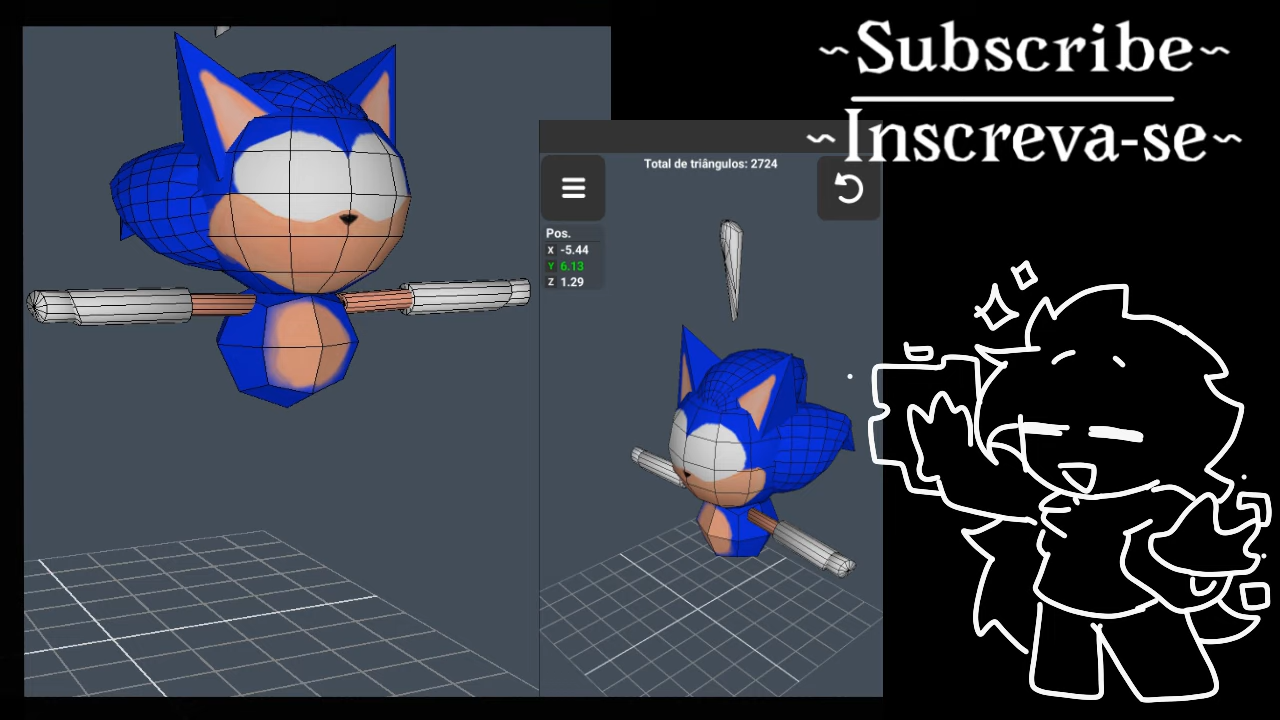 ~Subscribe~
~Inscreva-se~
Total de triângulos: 2724
Pos.
X -5.44
Y 6.13
Z 1.29